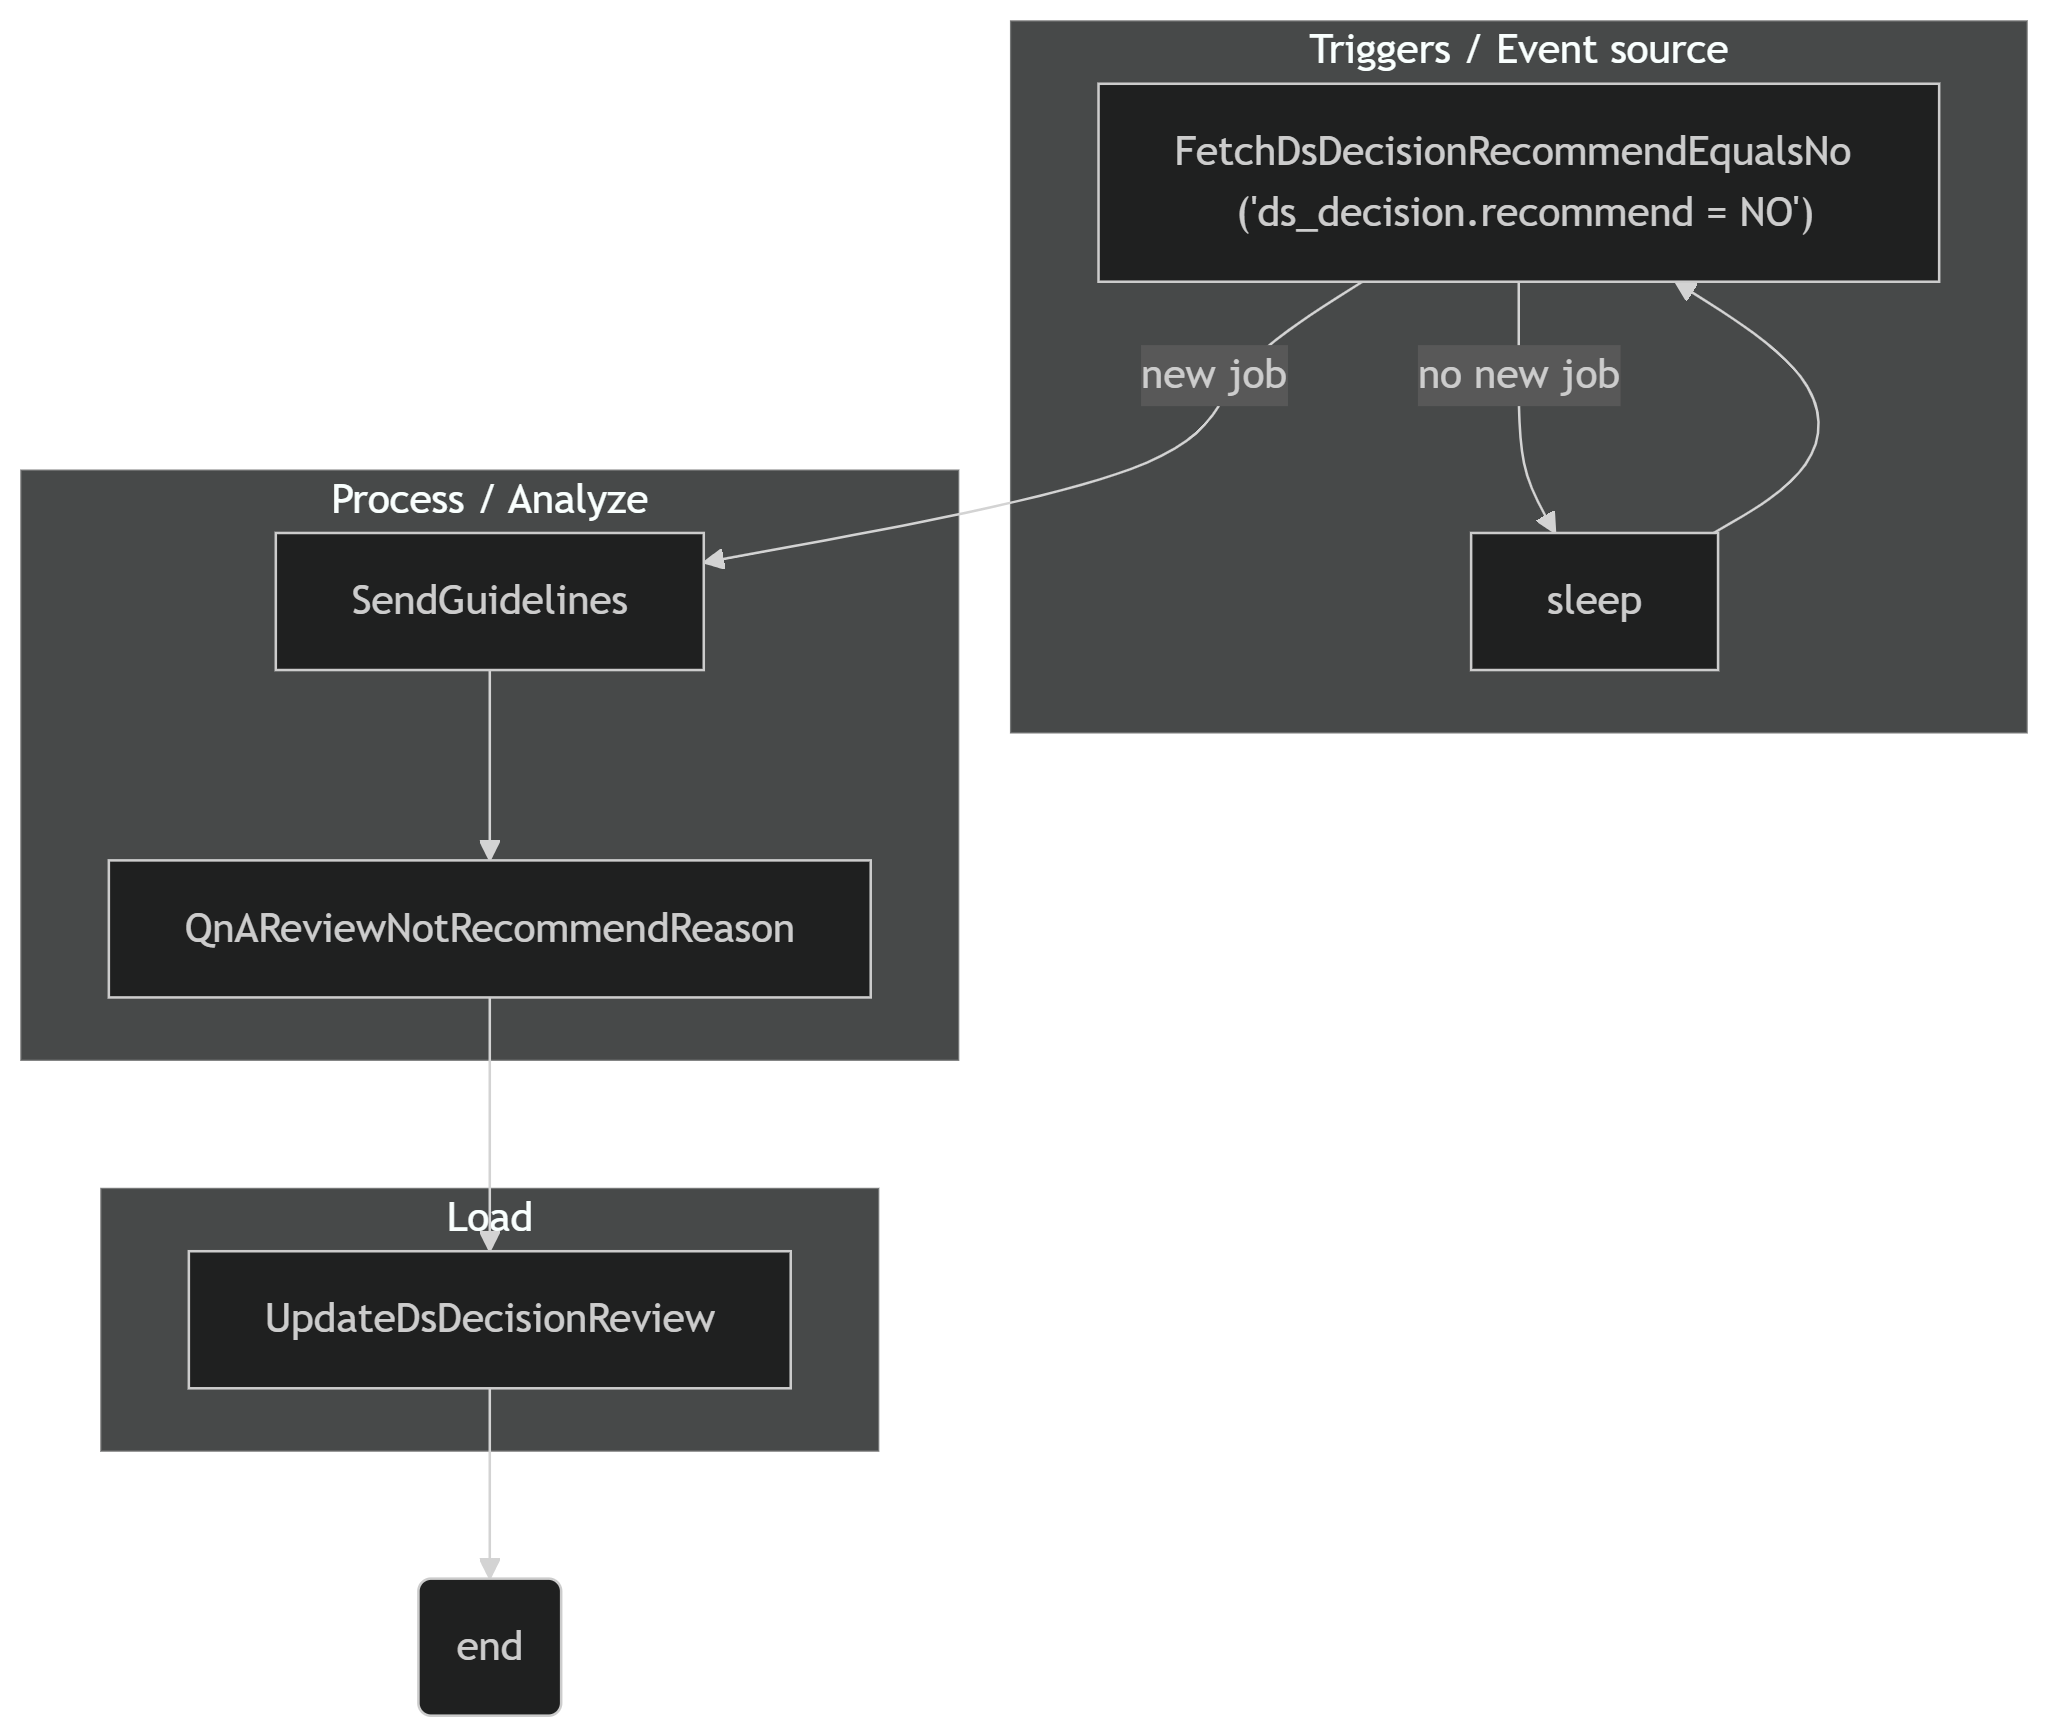 Triggers / Event source
FetchDsDecisionRecommendEqualsNo
('ds_decision.recommend = NO')
new job
no new job
Process / Analyze
SendGuidelines
sleep
QnAReviewNotRecommendReason
Load
UpdateDsDecisionReview
end